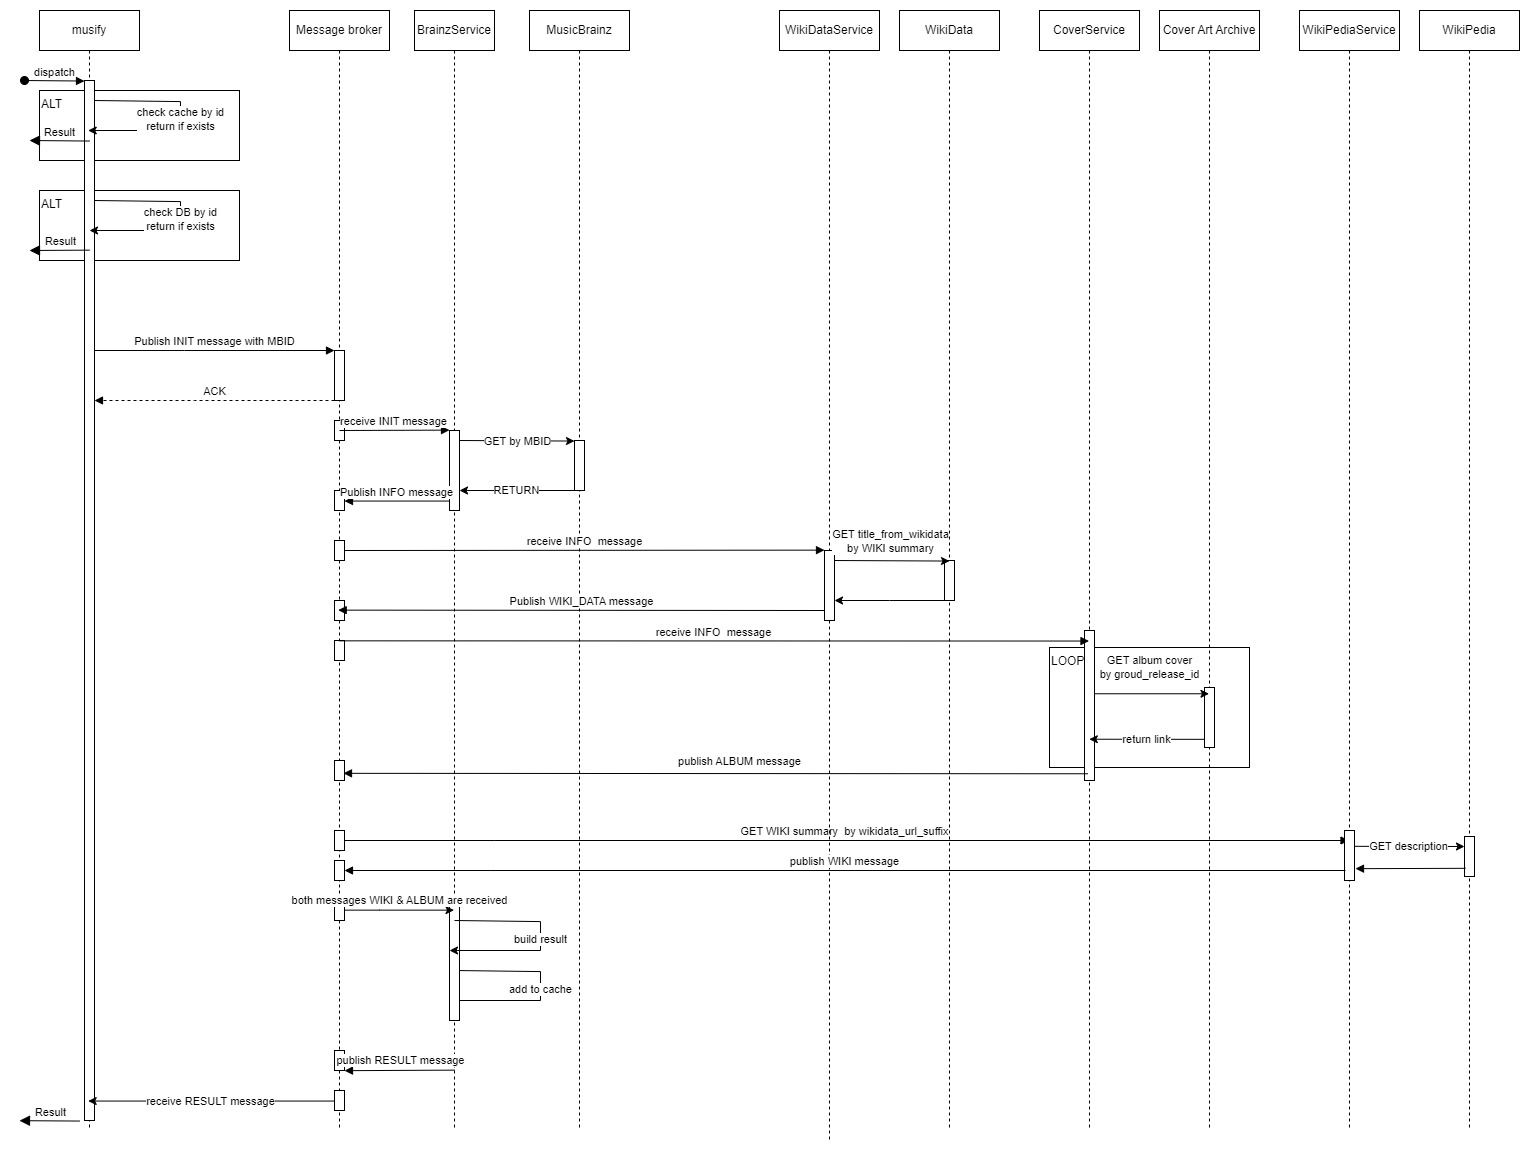 musify
Message broker
BrainzService
MusicBrainz
WikiDataService
WikiData
CoverService
Cover Art Archive
WikiPediaService
WikiPedia
dispatch
ALT
check cache by id
return if exists
Result
ALT
check DB by id
return if exists
Result
Publish INIT message with MBID
ACK
receive INIT message
GET by MBID
RETURN
Publish INFO message
receive INFO  message
GET title_from_wikidata
by WIKI summary
Publish WIKI_DATA message
receive INFO  message
LOOP
GET album cover
by groud_release_id
return link
publish ALBUM message
GET WIKI summary  by wikidata_url_suffix
GET description
publish WIKI message
both messages WIKI & ALBUM are received
build result
add to cache
publish RESULT message
receive RESULT message
Result